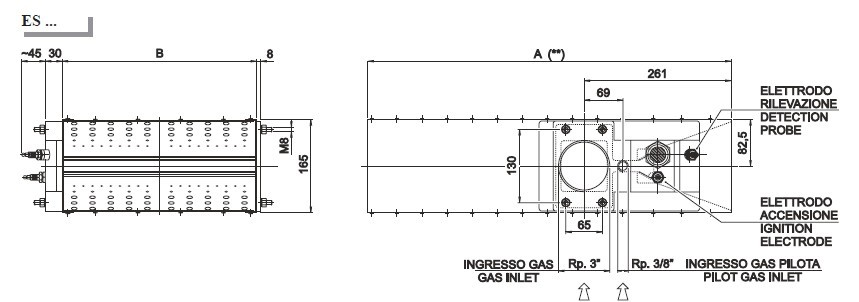 ES ...
~45 30 B 8
A (**)
261
69
ELETTRODO
RILEVAZIONE
DETECTION
PROBE
M8
165
130
82,5
65
ELETTRODO
ACCENSIONE
IGNITION
ELECTRODE
INGRESSO GAS Rp. 3" Rp. 3/8" INGRESSO GAS PILOTA
GAS INLET PILOT GAS INLET